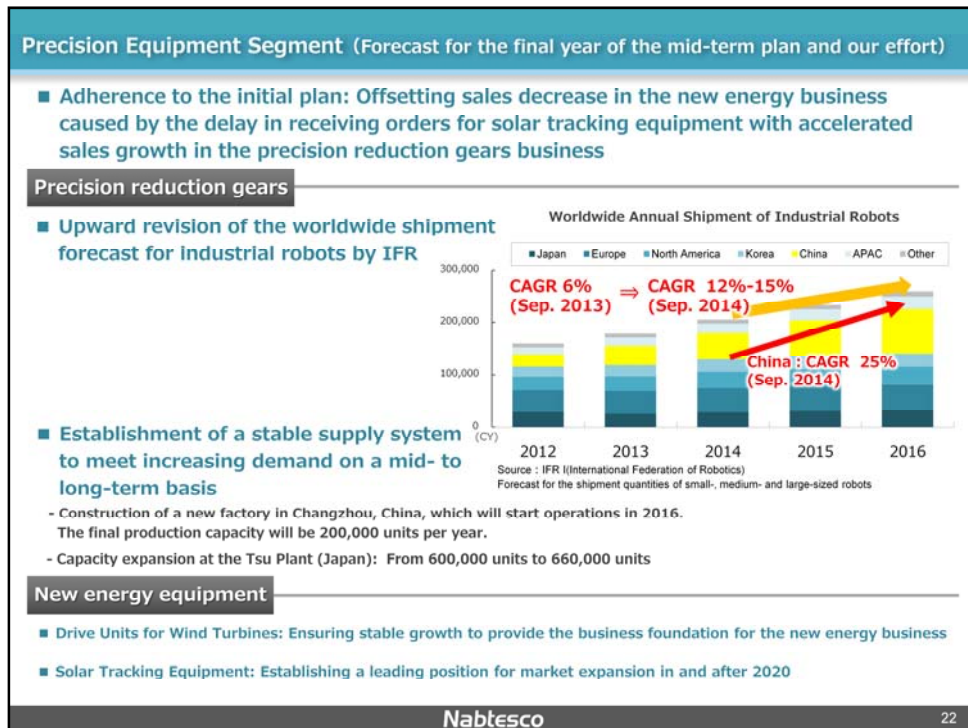 Precision Equipment Segment (Forecast for the final year of the mid-term plan and our effort)
■ Adherence to the initial plan: Offsetting sales decrease in the new energy business
caused by the delay in receiving orders for solar tracking equipment with accelerated
sales growth in the precision reduction gears business
Precision reduction gears
■ Upward revision of the worldwide shipment
forecast for industrial robots by IFR
Worldwide Annual Shipment of Industrial Robots
■Japan ■Europe ■North America ■Korea ■China ■APAC ■Other
300,000
200,000
100,000
0
(CY)
CAGR 6% ⇒ CAGR 12%-15%
(Sep. 2013) (Sep. 2014)
China : CAGR 25%
(Sep. 2014)
2012 2013 2014 2015 2016
Source : IFR I(International Federation of Robotics)
Forecast for the shipment quantities of small-, medium- and large-sized robots
■ Establishment of a stable supply system
to meet increasing demand on a mid- to
long-term basis
- Construction of a new factory in Changzhou, China, which will start operations in 2016.
The final production capacity will be 200,000 units per year.
- Capacity expansion at the Tsu Plant (Japan): From 600,000 units to 660,000 units
New energy equipment
■ Drive Units for Wind Turbines: Ensuring stable growth to provide the business foundation for the new energy business
■ Solar Tracking Equipment: Establishing a leading position for market expansion in and after 2020
Nabtesco
22